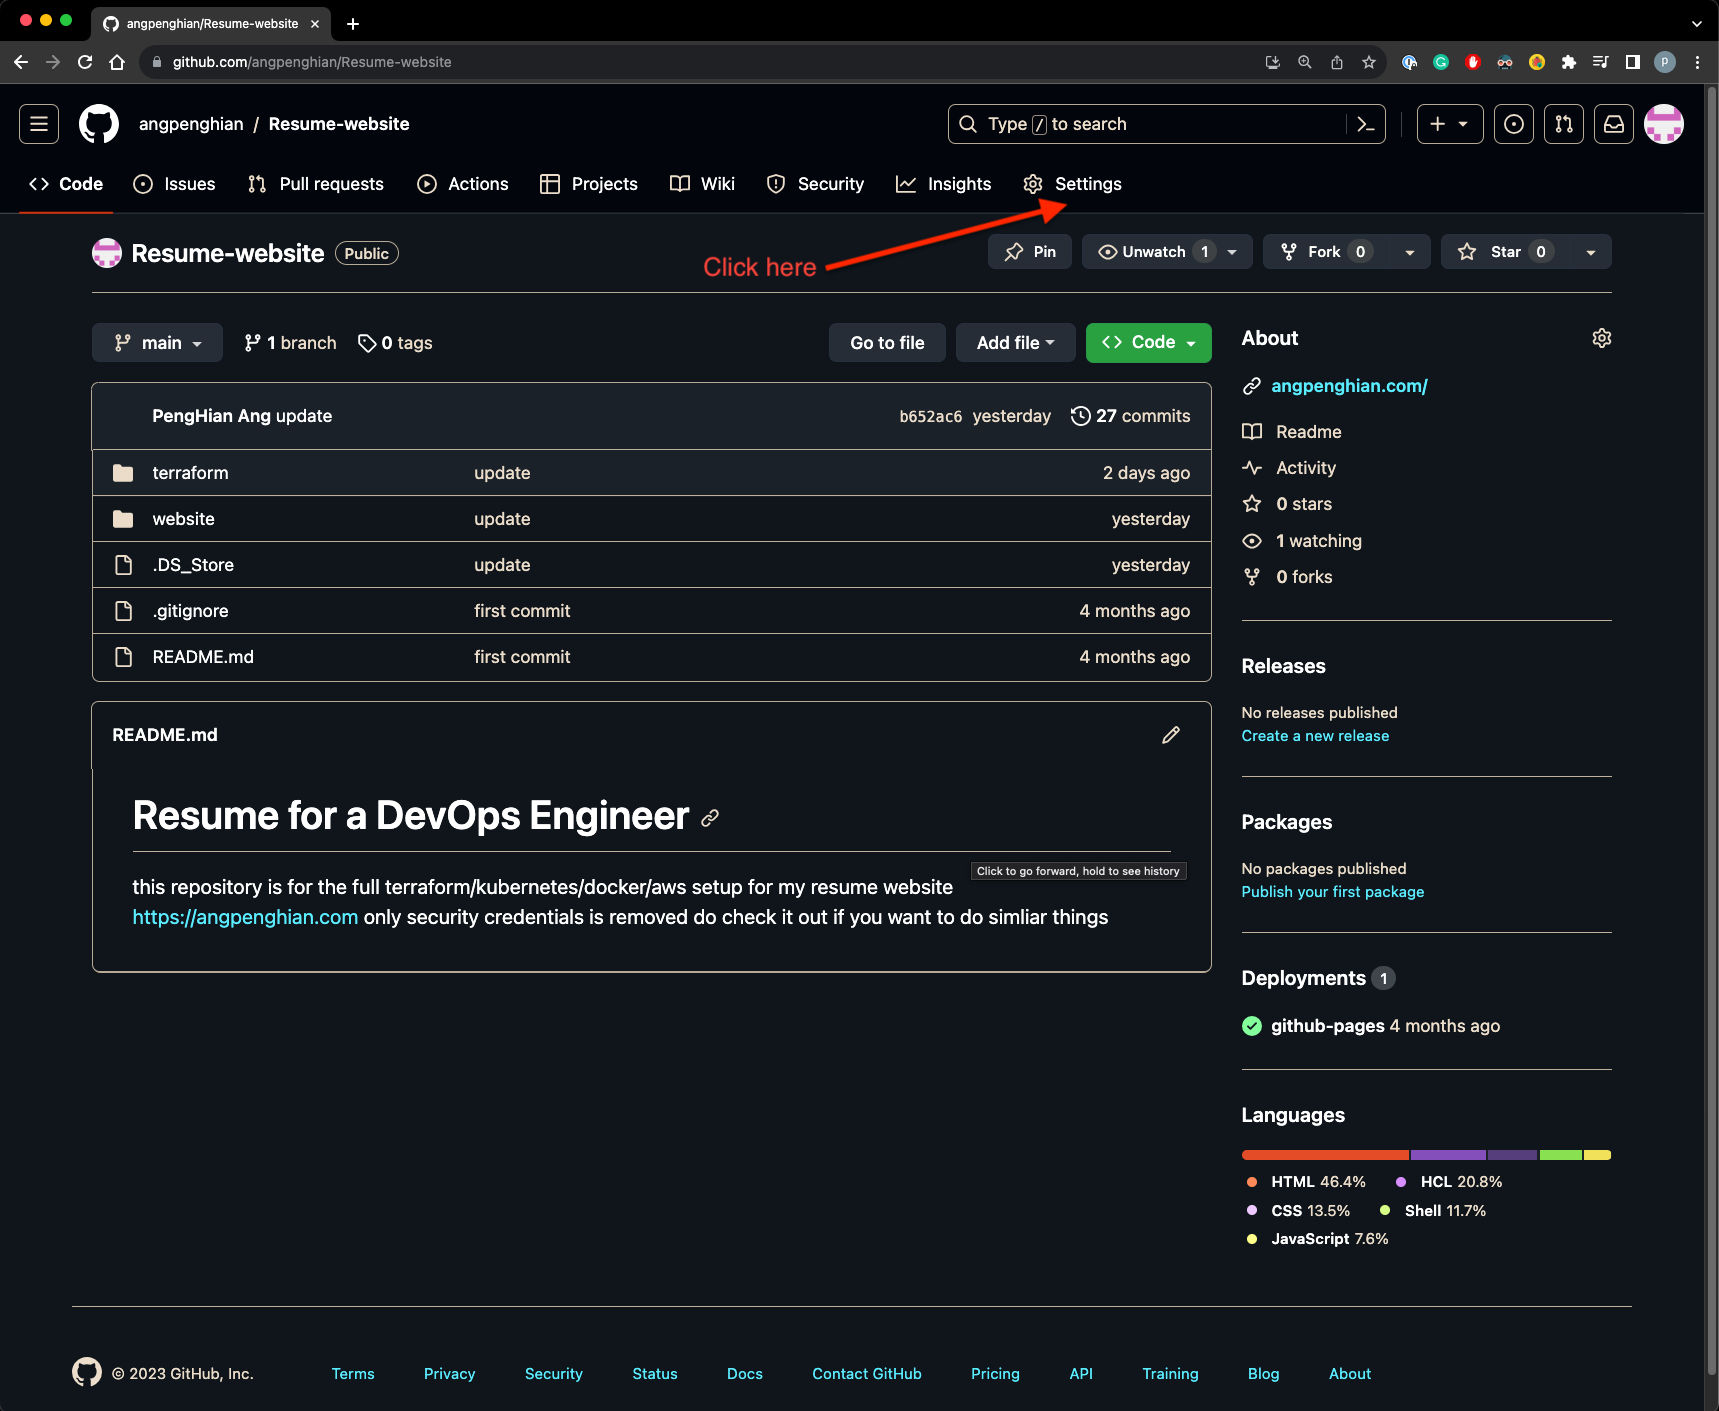 angpenghian/Resume-website
github.com/angpenghian/Resume-website
P
angpenghian / Resume-website
Type / to search
Code Issues Pull requests Actions Projects Wiki Security Insights Settings
Resume-website Public
Click here
Pin Unwatch 1 Fork 0 Star 0
main 1 branch 0 tags
Go to file Add file Code
PengHian Ang update b652ac6 yesterday 27 commits
terraform update 2 days ago
website update yesterday
.DS_Store update yesterday
.gitignore first commit 4 months ago
README.md first commit 4 months ago
README.md
Resume for a DevOps Engineer
Click to go forward, hold to see history
this repository is for the full terraform/kubernetes/docker/aws setup for my resume website
https://angpenghian.com only security credentials is removed do check it out if you want to do simliar things
About
angpenghian.com/
Readme
Activity
0 stars
1 watching
0 forks
Releases
No releases published
Create a new release
Packages
No packages published
Publish your first package
Deployments 1
github-pages 4 months ago
Languages
HTML 46.4% HCL 20.8%
CSS 13.5% Shell 11.7%
JavaScript 7.6%
© 2023 GitHub, Inc. Terms Privacy Security Status Docs Contact GitHub Pricing API Training Blog About